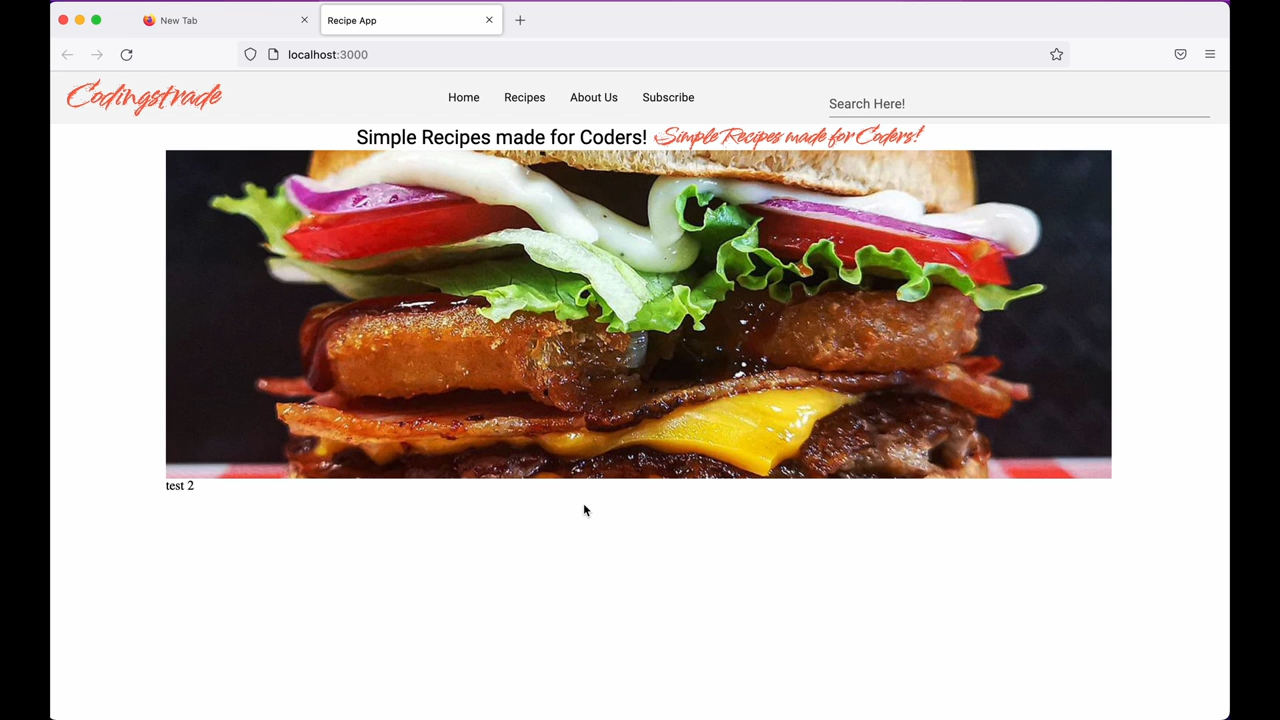 New Tab
Recipe App
localhost:3000
Codingstrade
Home Recipes About Us Subscribe
Search Here!
Simple Recipes made for Coders! Simple Recipes made for Coders!
test 2